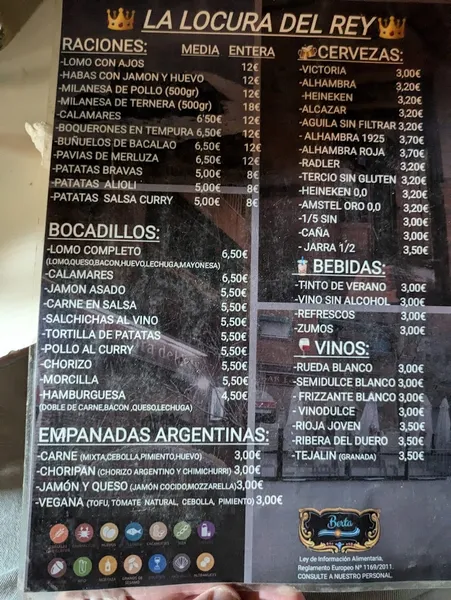 LA LOCURA DEL REY
RACIONES: MEDIA ENTERA
-LOMO CON AJOS 12€
-HABAS CON JAMON Y HUEVO 12€
-MILANESA DE POLLO (500gr) 12€
-MILANESA DE TERNERA (500gr) 18€
-CALAMARES 6'50€ 12€
-BOQUERONES EN TEMPURA 6,50€ 12€
-BUÑUELOS DE BACALAO 6,50€ 12€
-PAVIAS DE MERLUZA 6,50€ 12€
-PATATAS BRAVAS 5,00€ 8€
-PATATAS ALIOLI 5,00€ 8€
-PATATAS SALSA CURRY 5,00€ 8€
BOCADILLOS:
-LOMO COMPLETO 6,50€
(LOMO,QUESO,BACON,HUEVO,LECHUGA,MAYONESA)
-CALAMARES 6,50€
-JAMON ASADO 5,50€
-CARNE EN SALSA 5,50€
-SALCHICHAS AL VINO 5,50€
-TORTILLA DE PATATAS 5,50€
-POLLO AL CURRY 5,50€
-CHORIZO 5,50€
-MORCILLA 5,50€
-HAMBURGUESA 4,50€
(DOBLE DE CARNE,BACON ,QUESO,LECHUGA)
EMPANADAS ARGENTINAS:
-CARNE (MIXTA,CEBOLLA,PIMIENTO,HUEVO) 3,00€
-CHORIPAN (CHORIZO ARGENTINO Y CHIMICHURRI) 3,00€
-JAMÓN Y QUESO (JAMÓN COCIDO,MOZZARELLA) 3,00€
-VEGANA (TOFU, TOMATE NATURAL, CEBOLLA, PIMIENTO) 3,00€
CERVEZAS:
-VICTORIA 3,00€
-ALHAMBRA 3,20€
-HEINEKEN 3,20€
-ALCAZAR 3,20€
-AGUILA SIN FILTRAR 3,20€
- ALHAMBRA 1925 3,70€
-ALHAMBRA ROJA 3,70€
-RADLER 3,20€
-TERCIO SIN GLUTEN 3,20€
-HEINEKEN 0,0 3,20€
-AMSTEL ORO 0,0 3,20€
-1/5 SIN 3,00€
-CAÑA 3,00€
- JARRA 1/2 3,50€
BEBIDAS:
-TINTO DE VERANO 3,00€
-VINO SIN ALCOHOL 3,00€
-REFRESCOS 3,00€
-ZUMOS 3,00€
VINOS:
-RUEDA BLANCO 3,00€
-SEMIDULCE BLANCO 3,00€
- FRIZZANTE BLANCO 3,00€
- VINODULCE 3,00€
-RIOJA JOVEN 3,50€
-RIBERA DEL DUERO 3,50€
-TEJALIN (GRANADA) 3,50€
Berta
Ley de Información Alimentaria,
Reglamento Europeo Nº 1169/2011
CONSULTE A NUESTRO PERSONAL.